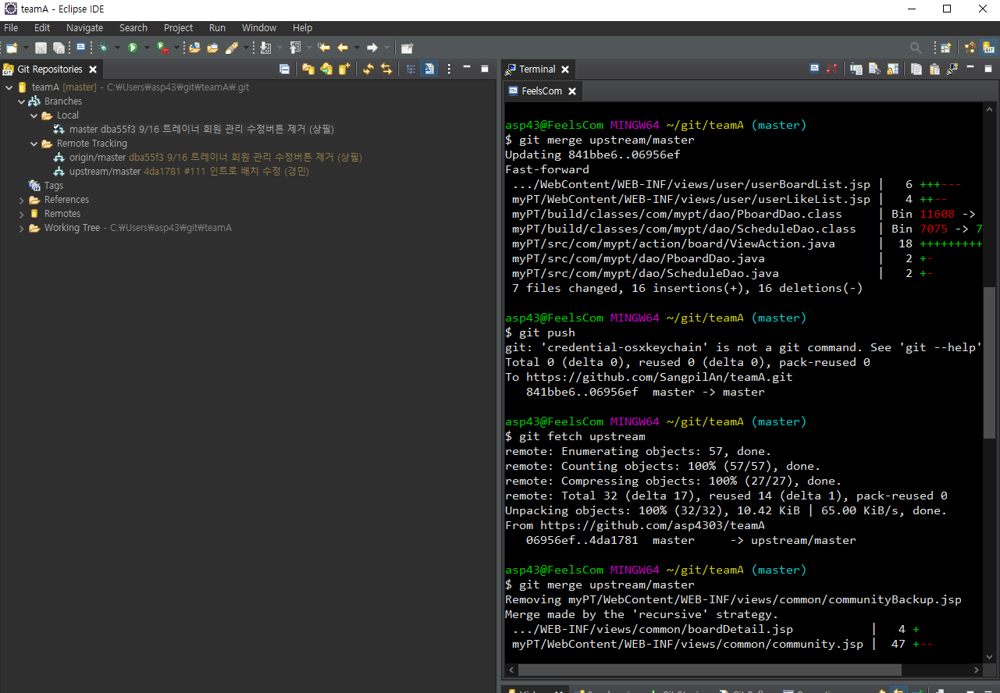 teamA - Eclipse IDE
File Edit Navigate Search Project Run Window Help
Git Repositories
teamA [master] - C:₩Users₩asp43₩git₩teamA₩.git
Branches
Local
master dba55f3 9/16 트레이너 회원 관리 수정버튼 제거 (상필)
Remote Tracking
origin/master dba55f3 9/16 트레이너 회원 관리 수정버튼 제거 (상필)
upstream/master 4da1781 #111 인트로 배치 수정 (경민)
Tags
References
Remotes
Working Tree - C:₩Users₩asp43₩git₩teamA
Terminal
FeelsCom
asp43@FeelsCom MINGW64 ~/git/teamA (master)
$ git merge upstream/master
Updating 841bbe6..06956ef
Fast-forward
.../WebContent/WEB-INF/views/user/userBoardList.jsp | 6 +++---
myPT/WebContent/WEB-INF/views/user/userLikeList.jsp | 4 ++--
myPT/build/classes/com/mypt/dao/PboardDao.class | Bin 11608 ->
myPT/build/classes/com/mypt/dao/ScheduleDao.class | Bin 7075 -> 7
myPT/src/com/mypt/action/board/ViewAction.java | 18 +++++++++
myPT/src/com/mypt/dao/PboardDao.java | 2 +-
myPT/src/com/mypt/dao/ScheduleDao.java | 2 +-
7 files changed, 16 insertions(+), 16 deletions(-)
asp43@FeelsCom MINGW64 ~/git/teamA (master)
$ git push
git: 'credential-osxkeychain' is not a git command. See 'git --help'
Total 0 (delta 0), reused 0 (delta 0), pack-reused 0
To https://github.com/SangpilAn/teamA.git
841bbe6..06956ef master -> master
asp43@FeelsCom MINGW64 ~/git/teamA (master)
$ git fetch upstream
remote: Enumerating objects: 57, done.
remote: Counting objects: 100% (57/57), done.
remote: Compressing objects: 100% (27/27), done.
remote: Total 32 (delta 17), reused 14 (delta 1), pack-reused 0
Unpacking objects: 100% (32/32), 10.42 KiB | 65.00 KiB/s, done.
From https://github.com/asp4303/teamA
06956ef..4da1781 master -> upstream/master
asp43@FeelsCom MINGW64 ~/git/teamA (master)
$ git merge upstream/master
Removing myPT/WebContent/WEB-INF/views/common/communityBackup.jsp
Merge made by the 'recursive' strategy.
.../WEB-INF/views/common/boardDetail.jsp | 4 +
myPT/WebContent/WEB-INF/views/common/community.jsp | 47 +--